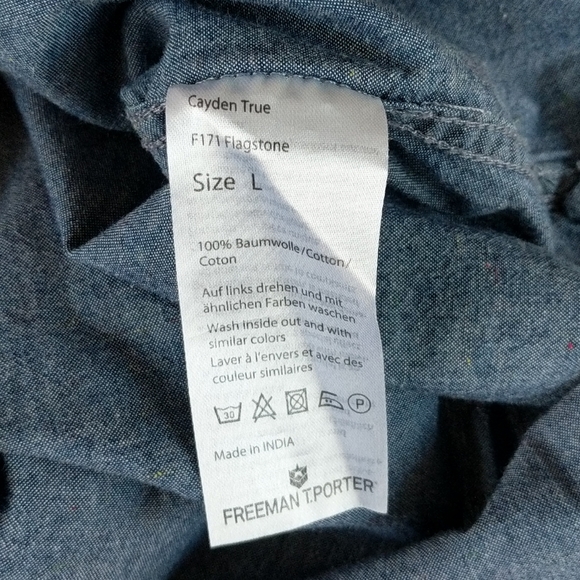 Cayden True
F171 Flagstone
Size L
100% Baumwolle/Cotton/
Coton
Auf links drehen und mit
ähnlichen Farben waschen
Wash inside out and with
similar colors
Laver à l'envers et avec des
couleur similaires
30 P
Made in INDIA
FREEMAN T.PORTER